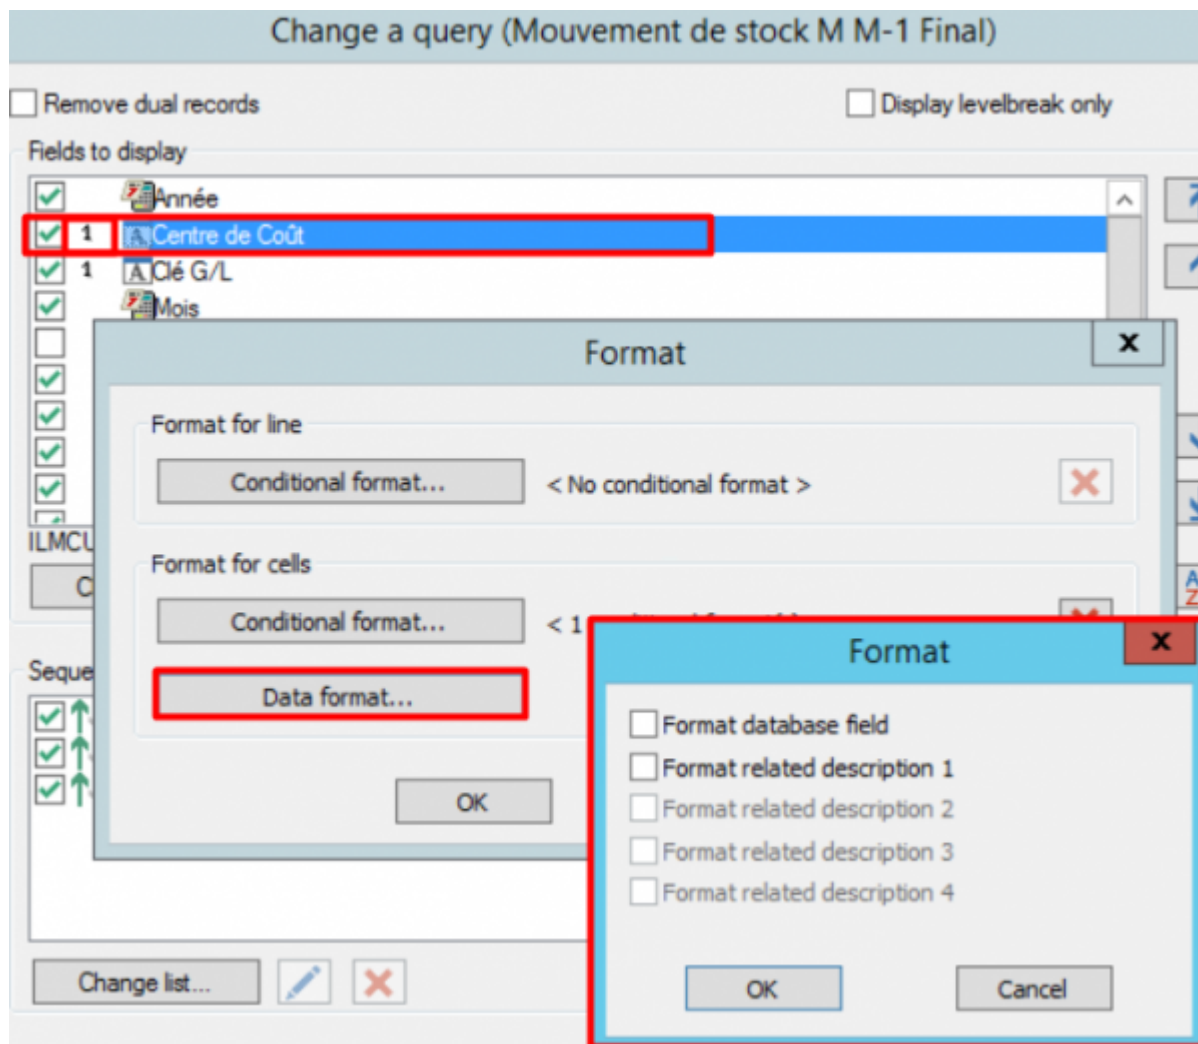 Change a query (Mouvement de stock M M-1 Final)
Remove dual records
Display levelbreak only
Fields to display
Année
1 Centre de Coût
1 Clé G/L
Mois
Format
x
Format for line
Conditional format...
< No conditional format >
ILMCU
Format for cells
Conditional format...
< 1
Data format...
OK
Seque
Format
x
Format database field
Format related description 1
Format related description 2
Format related description 3
Format related description 4
OK
Cancel
Change list...